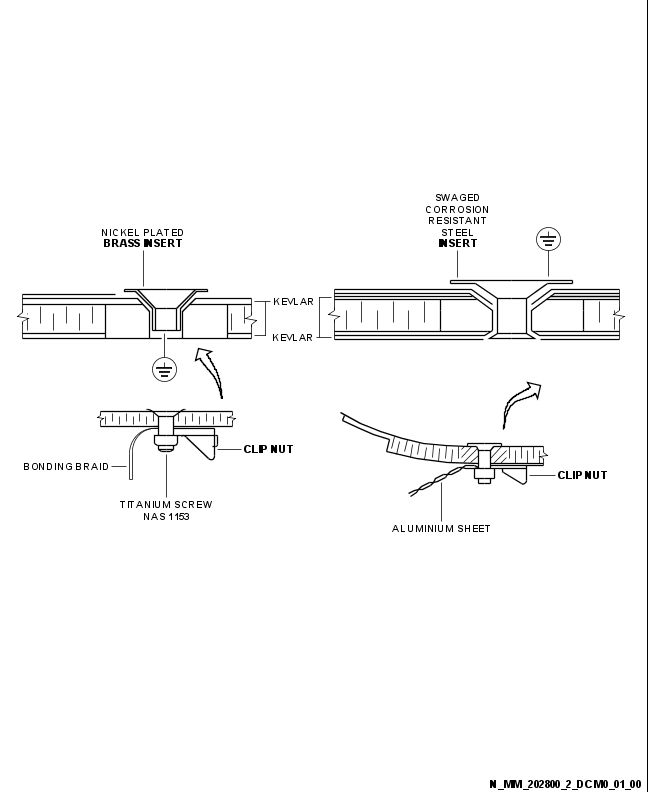 SWAGED
CORROSION
RESISTANT
STEEL
INSERT
NICKEL PLATED
BRASS INSERT
KEVLAR
KEVLAR
CLIP NUT
BONDING BRAID
TITANIUM SCREW
NAS 1153
CLIP NUT
ALUMINIUM SHEET
N_MM_202800_2_DCM0_01_00